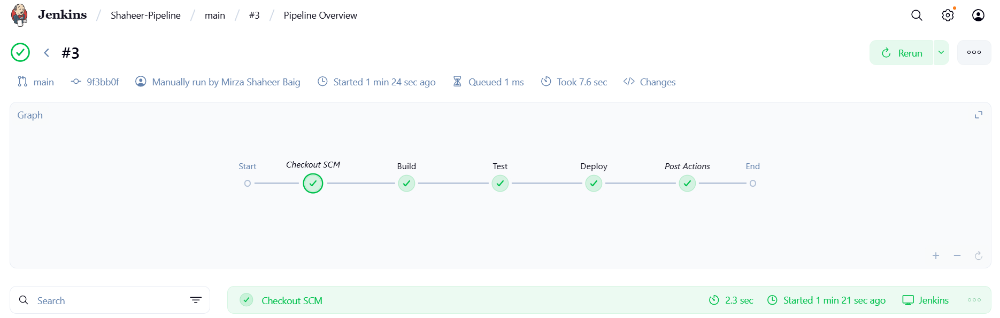 Jenkins / Shaheer-Pipeline / main / #3 / Pipeline Overview
#3
Rerun
main 9f3bb0f Manually run by Mirza Shaheer Baig Started 1 min 24 sec ago Queued 1 ms Took 7.6 sec </> Changes
Graph
Start Checkout SCM Build Test Deploy Post Actions End
Search
Checkout SCM 2.3 sec Started 1 min 21 sec ago Jenkins